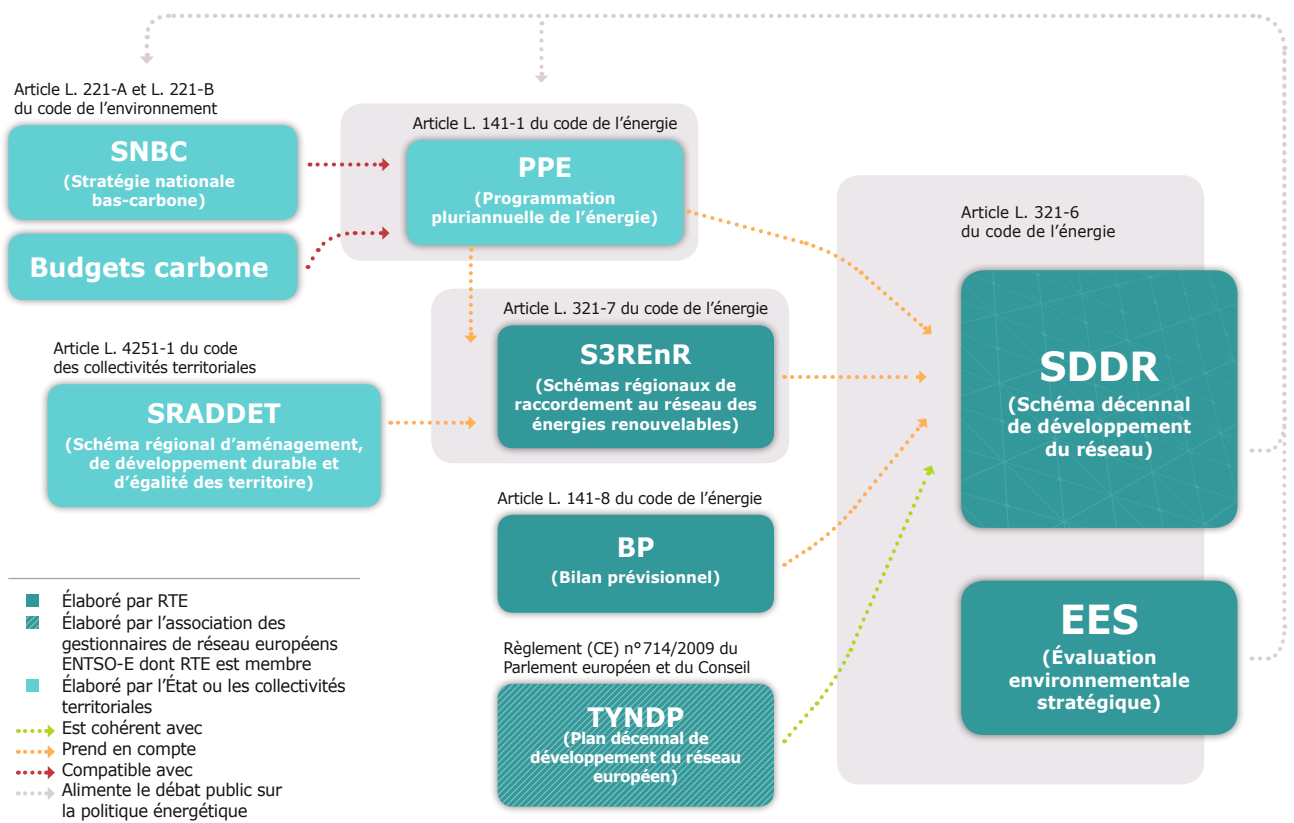 Article L. 221-A et L. 221-B
du code de l’environnement
SNBC
(Stratégie nationale
bas-carbone)
Budgets carbone
Article L. 141-1 du code de l’énergie
PPE
(Programmation
pluriannuelle de l’énergie)
Article L. 4251-1 du code
des collectivités territoriales
SRADDET
(Schéma régional d’aménagement,
de développement durable et
d’égalité des territoire)
Article L. 321-7 du code de l’énergie
S3REnR
(Schémas régionaux de
raccordement au réseau des
énergies renouvelables)
Article L. 141-8 du code de l’énergie
BP
(Bilan prévisionnel)
Règlement (CE) n°714/2009 du
Parlement européen et du Conseil
TYNDP
(Plan décennal de
développement du réseau
européen)
Article L. 321-6
du code de l’énergie
SDDR
(Schéma décennal
de développement
du réseau)
EES
(Évaluation
environnementale
stratégique)
Élaboré par RTE
Élaboré par l’association des
gestionnaires de réseau européens
ENTSO-E dont RTE est membre
Élaboré par l’État ou les collectivités
territoriales
Est cohérent avec
Prend en compte
Compatible avec
Alimente le débat public sur
la politique énergétique